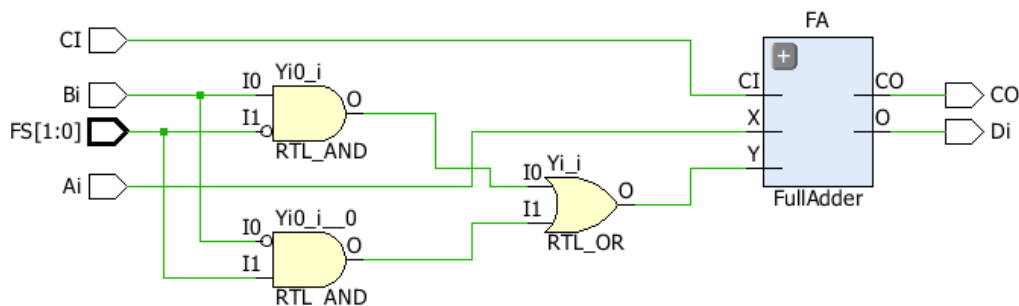 FA
CI
Yi0_i
CI
CO
CO
Bi
I0
O
FS[1:0]
I1
X
O
Di
RTL_AND
Yi_i
Y
Ai
I0
O
FullAdder
Yi0_i__0
I1
I0
O
RTL_OR
I1
RTL_AND